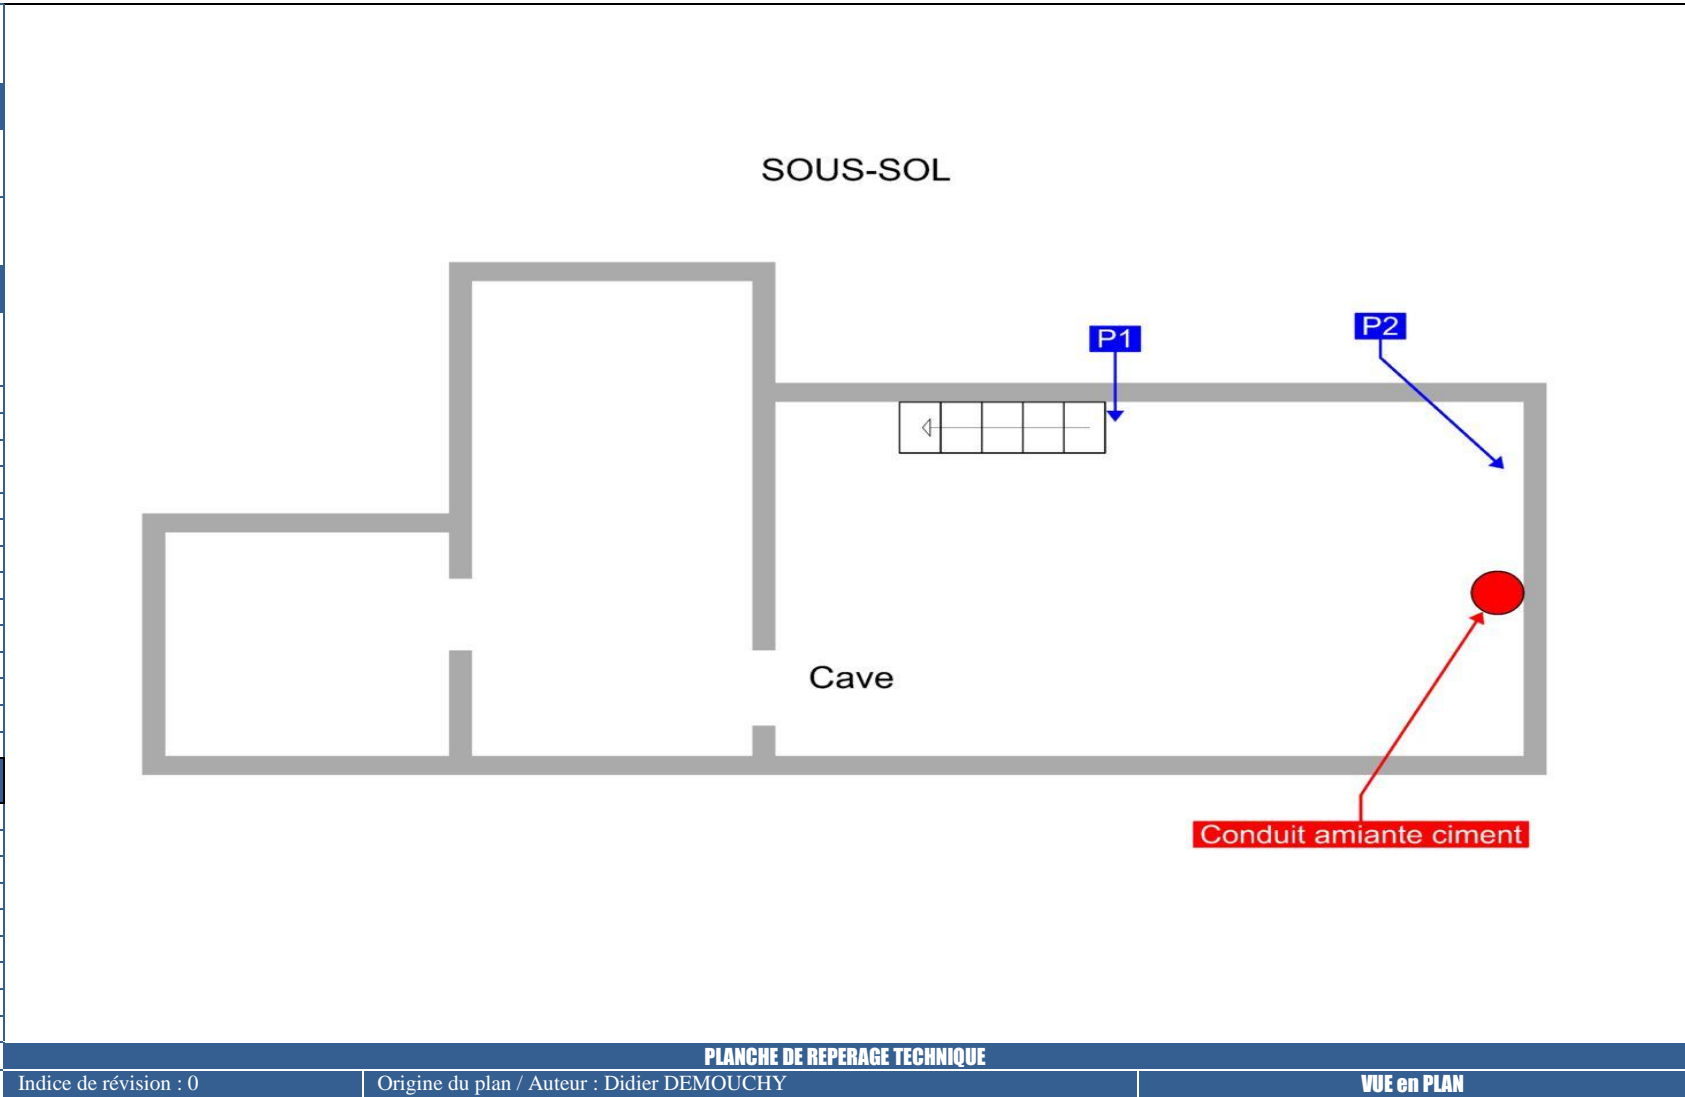 SOUS-SOL
P2
P1
Cave
Conduit amiante ciment
PLANCHE DE REPERAGE TECHNIQUE
Indice de révision : 0
Origine du plan / Auteur : Didier DEMOUCHY
VUE en PLAN